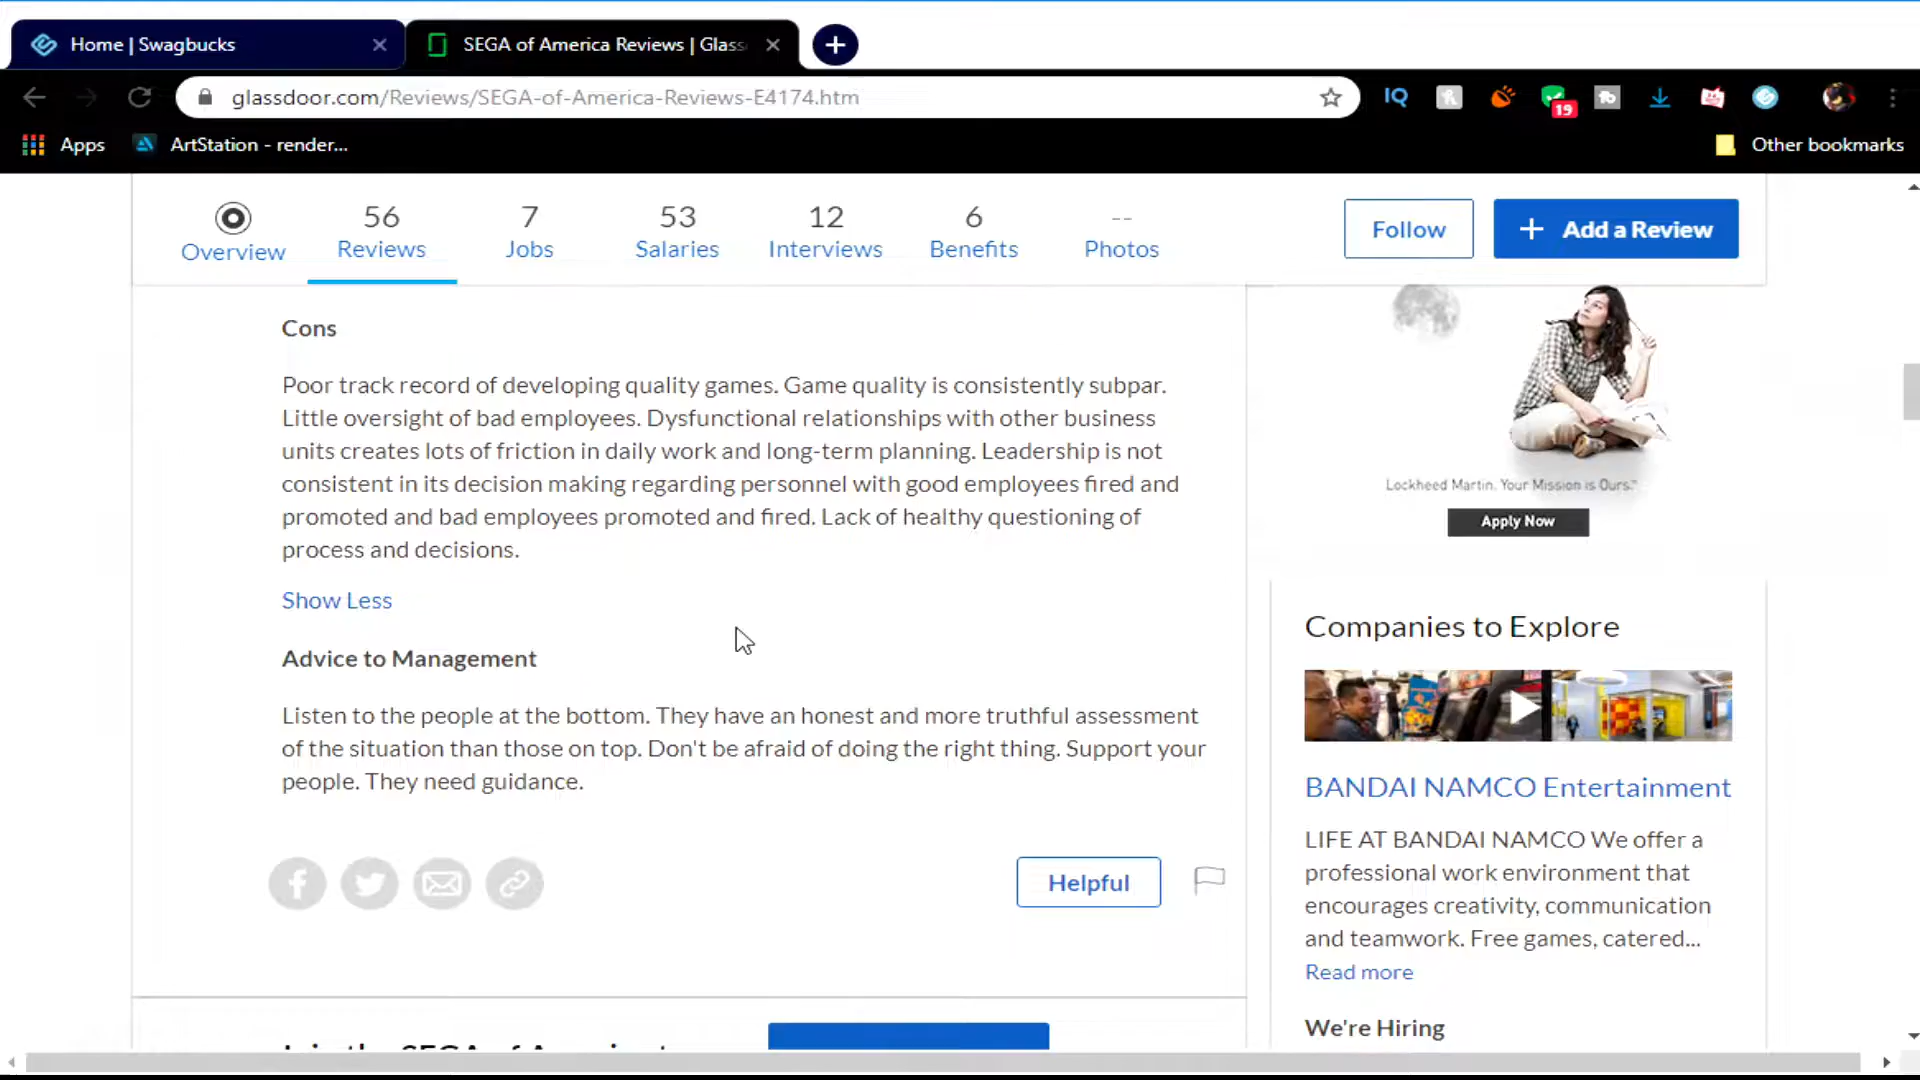 Home | Swagbucks
SEGA of America Reviews | Glass
glassdoor.com/Reviews/SEGA-of-America-Reviews-E4174.htm
IQ
19
Apps
ArtStation - render...
Other bookmarks
Overview
56
Reviews
7
Jobs
53
Salaries
12
Interviews
6
Benefits
--
Photos
Follow
+ Add a Review
Cons
Poor track record of developing quality games. Game quality is consistently subpar.
Little oversight of bad employees. Dysfunctional relationships with other business
units creates lots of friction in daily work and long-term planning. Leadership is not
consistent in its decision making regarding personnel with good employees fired and
promoted and bad employees promoted and fired. Lack of healthy questioning of
process and decisions.
Show Less
Advice to Management
Listen to the people at the bottom. They have an honest and more truthful assessment
of the situation than those on top. Don't be afraid of doing the right thing. Support your
people. They need guidance.
Helpful
Lockheed Martin. Your Mission is Ours.™
Apply Now
Companies to Explore
BANDAI NAMCO Entertainment
LIFE AT BANDAI NAMCO We offer a
professional work environment that
encourages creativity, communication
and teamwork. Free games, catered...
Read more
We're Hiring